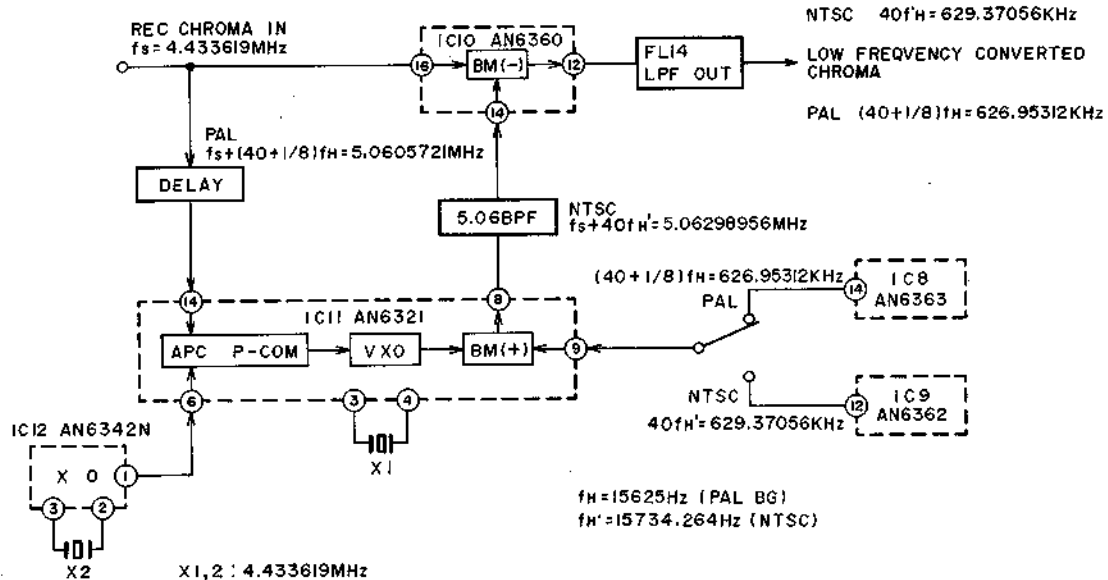 NTSC 40f'H=629.37056KHz
REC CHROMA IN
fs=4.433619MHz
IC10 AN6360
16
BM(-)
12
FL14
LPF OUT
LOW FREQVENCY CONVERTED
CHROMA
14
PAL (40+1/8)fH=626.95312KHz
PAL
fs+(40+1/8)fH=5.0605721MHz
DELAY
5.06BPF
NTSC
fs+40fH'=5.06298956MHz
(40+1/8)fH=626.95312KHz
14
IC8
AN6363
PAL
14
8
IC11 AN6321
APC P-COM
VXO
BM(+)
9
6
3
4
X1
NTSC
40fH'=629.37056KHz
12
IC9
AN6362
IC12 AN6342N
X O
1
3
2
X2
fH=15625Hz (PAL BG)
fH'=15734.264Hz (NTSC)
X1,2 : 4.433619MHz